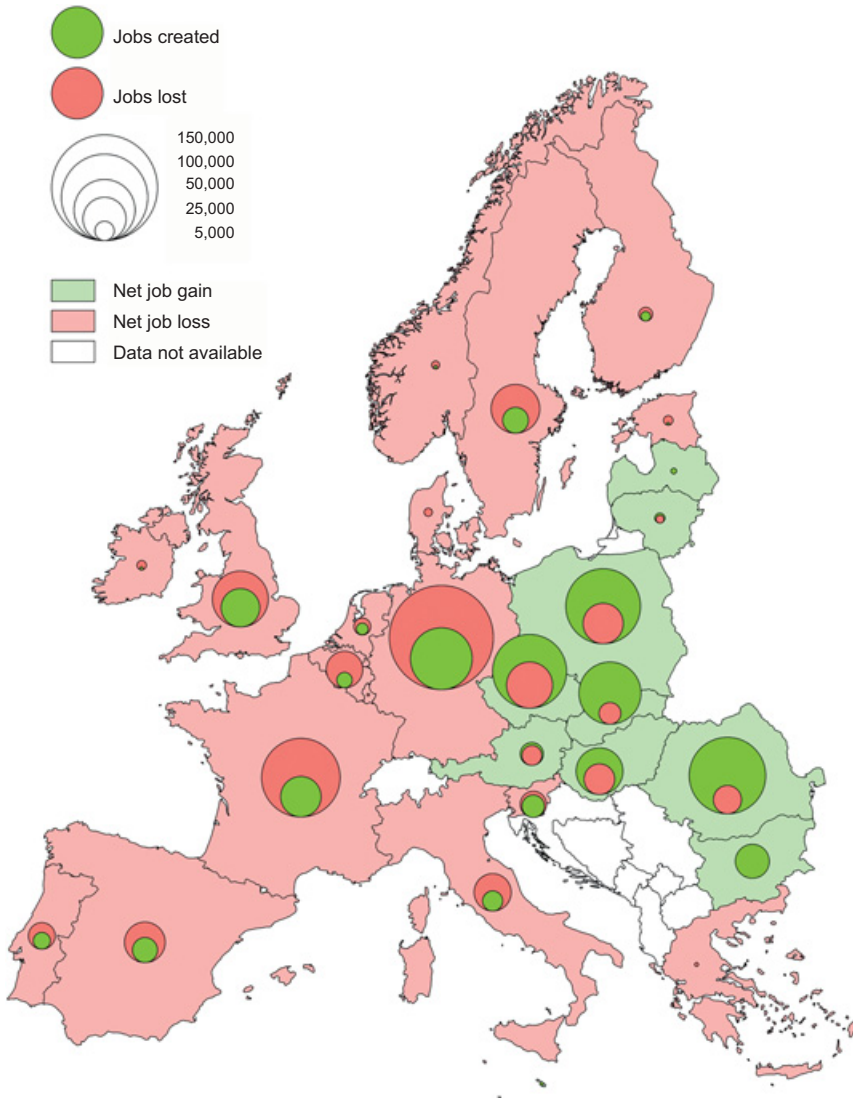 Jobs created
Jobs lost
150,000
100,000
50,000
25,000
5,000
Net job gain
Net job loss
Data not available